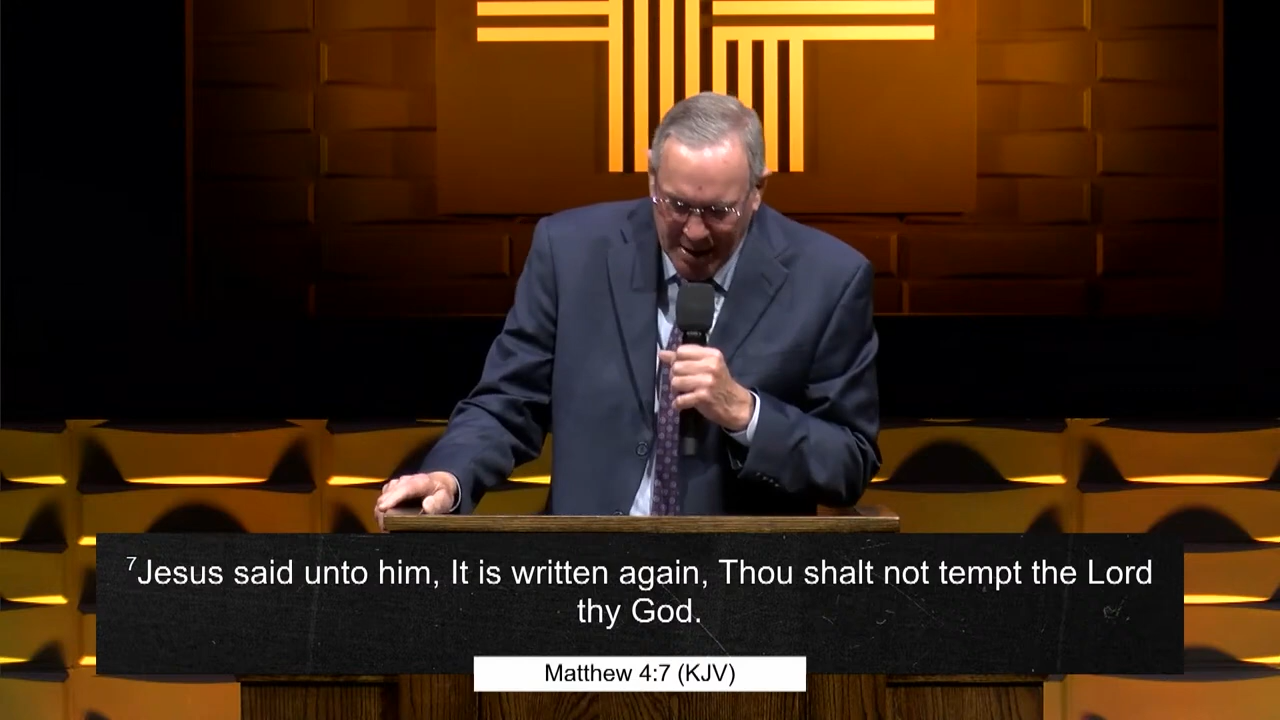 ⁷Jesus said unto him, It is written again, Thou shalt not tempt the Lord
thy God.
Matthew 4:7 (KJV)